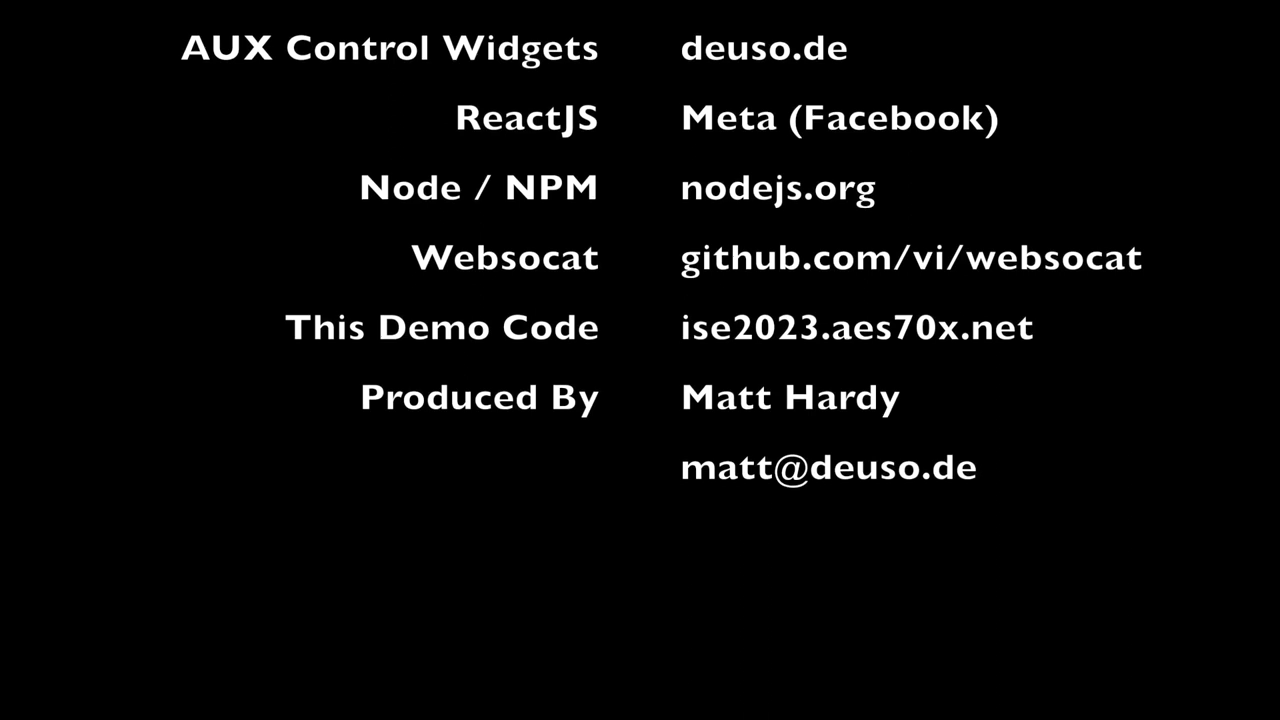 AUX Control Widgets deuso.de
ReactJS Meta (Facebook)
Node / NPM nodejs.org
Websocat github.com/vi/websocat
This Demo Code ise2023.aes70x.net
Produced By Matt Hardy
matt@deuso.de